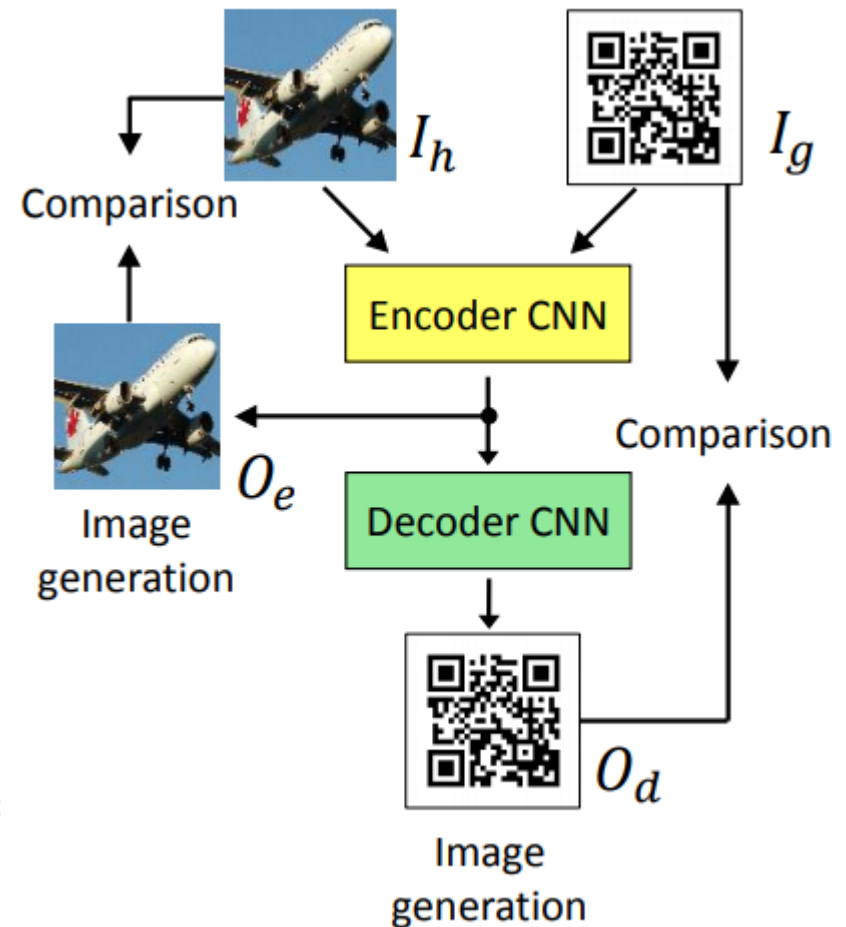 I_h
I_g
Comparison
Encoder CNN
Comparison
O_e
Image
generation
Decoder CNN
O_d
Image
generation